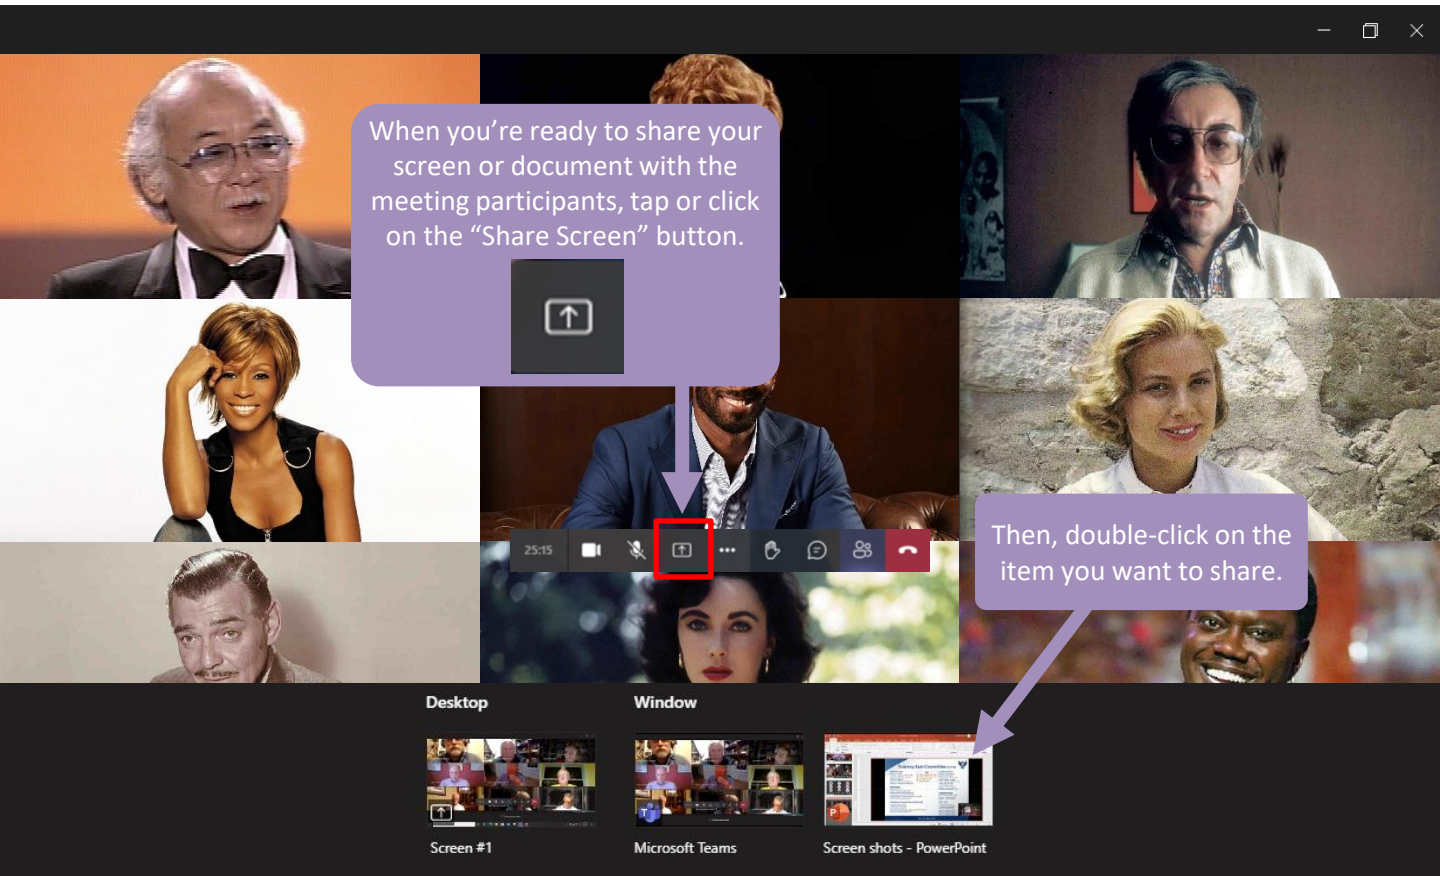 When you’re ready to share your
screen or document with the
meeting participants, tap or click
on the “Share Screen” button.
25:15
Then, double-click on the
item you want to share.
Desktop
Window
Screen #1
Microsoft Teams
Screen shots - PowerPoint